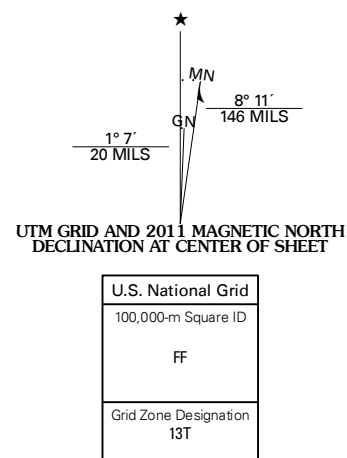 MN
8° 11´
146 MILS
GN
1° 7´
20 MILS
UTM GRID AND 2011 MAGNETIC NORTH
DECLINATION AT CENTER OF SHEET
U.S. National Grid
100,000-m Square ID
FF
Grid Zone Designation
13T